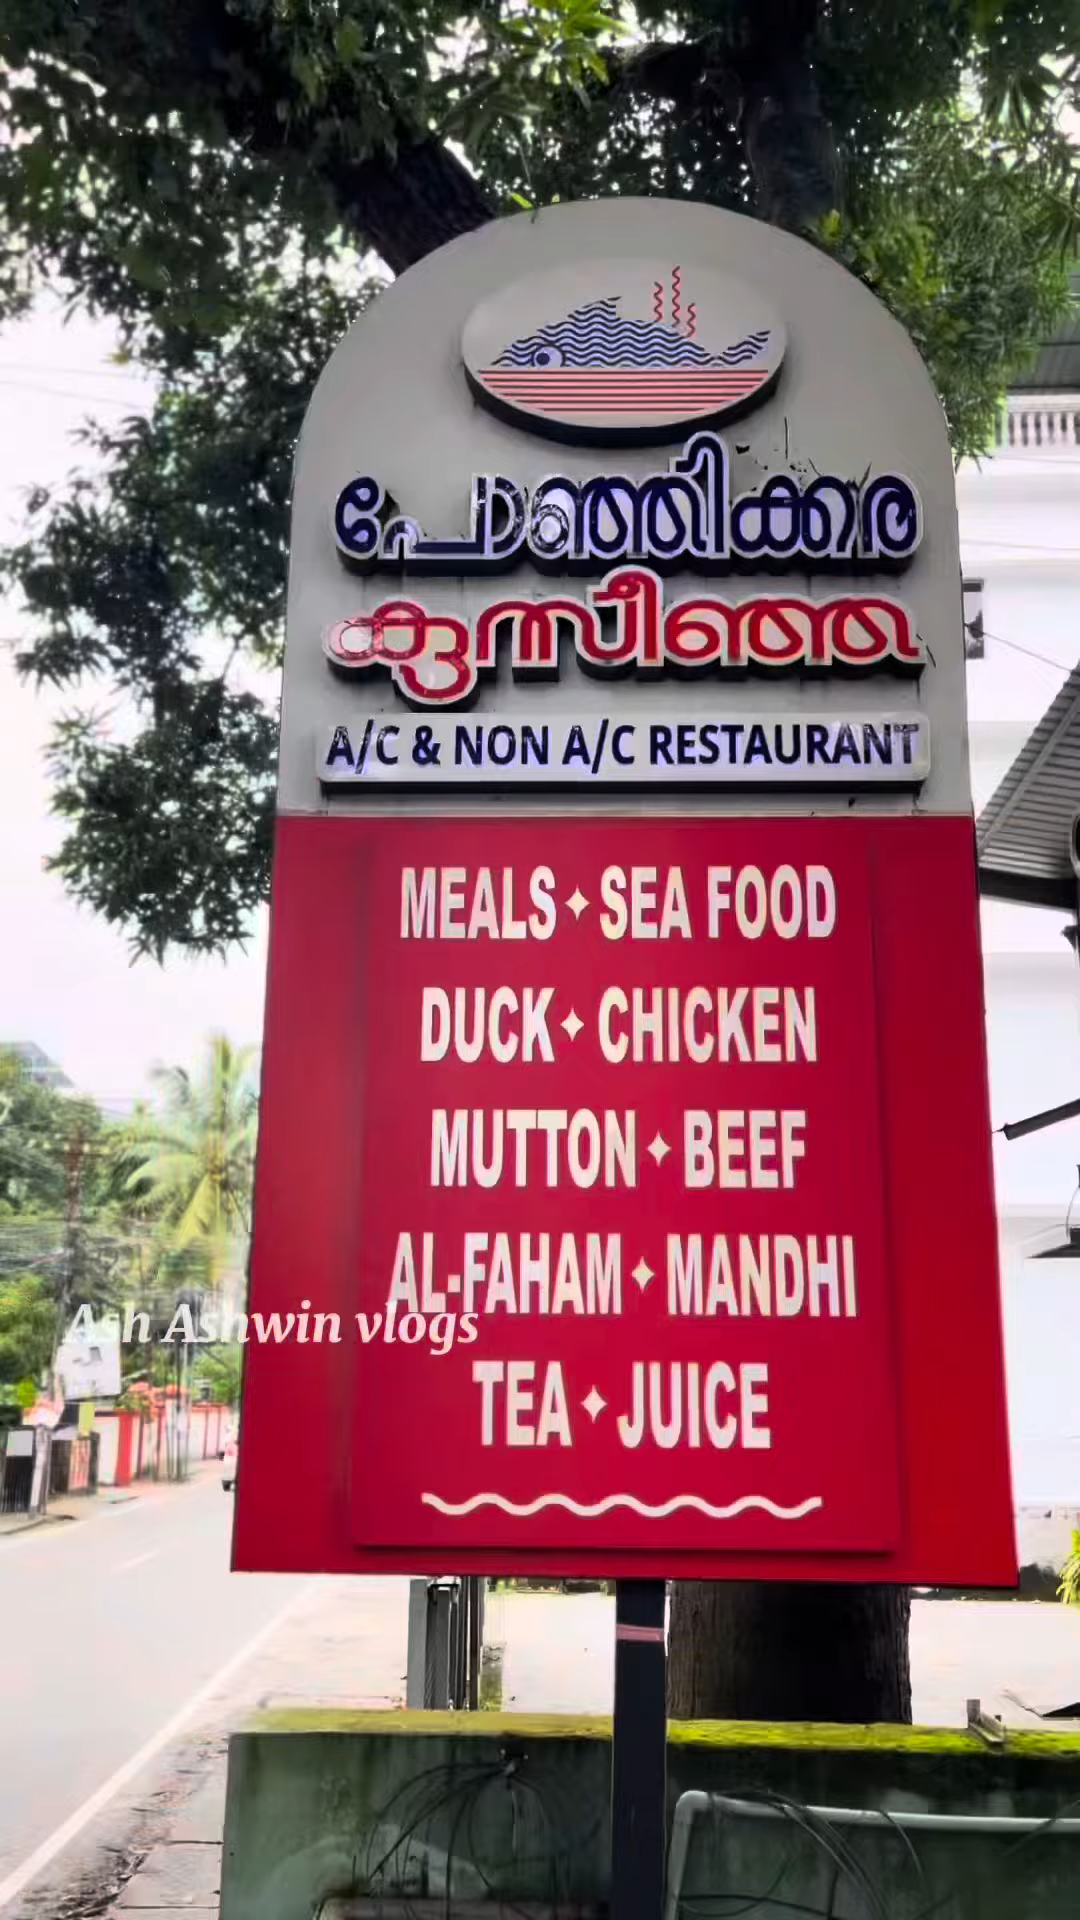 പോഞ്ഞിക്കര
കുസീഞ്ഞ
A/C & NON A/C RESTAURANT
MEALS ✦ SEA FOOD
DUCK ✦ CHICKEN
MUTTON ✦ BEEF
AL-FAHAM ✦ MANDHI
Ash Ashwin vlogs
TEA ✦ JUICE